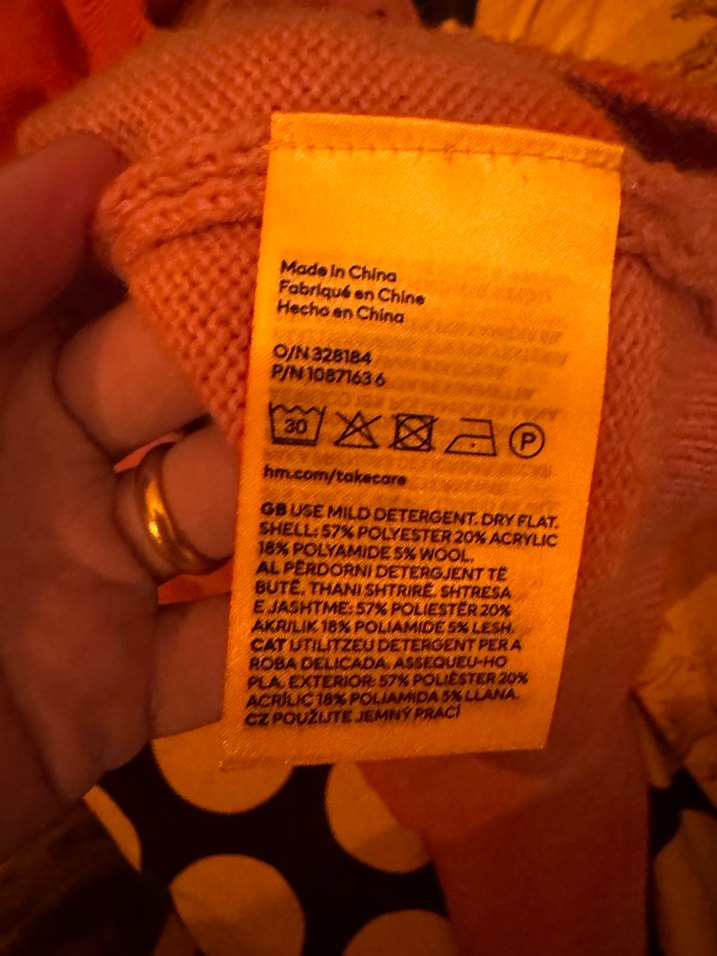 Made in China
Fabriqué en Chine
Hecho en China
O/N 328184
P/N 1087163 6
30
P
hm.com/takecare
GB USE MILD DETERGENT. DRY FLAT.
SHELL: 57% POLYESTER 20% ACRYLIC
18% POLYAMIDE 5% WOOL.
AL PËRDORNI DETERGJENT TË
BUTË. THANI SHTRIRË. SHTRESA
E JASHTME: 57% POLIESTËR 20%
AKRILIK 18% POLIAMIDE 5% LESH.
CAT UTILITZEU DETERGENT PER A
ROBA DELICADA. ASSEQUEU-HO
PLA. EXTERIOR: 57% POLIÈSTER 20%
ACRÍLIC 18% POLIAMIDA 5% LLANA.
CZ POUŽIJTE JEMNÝ PRACÍ